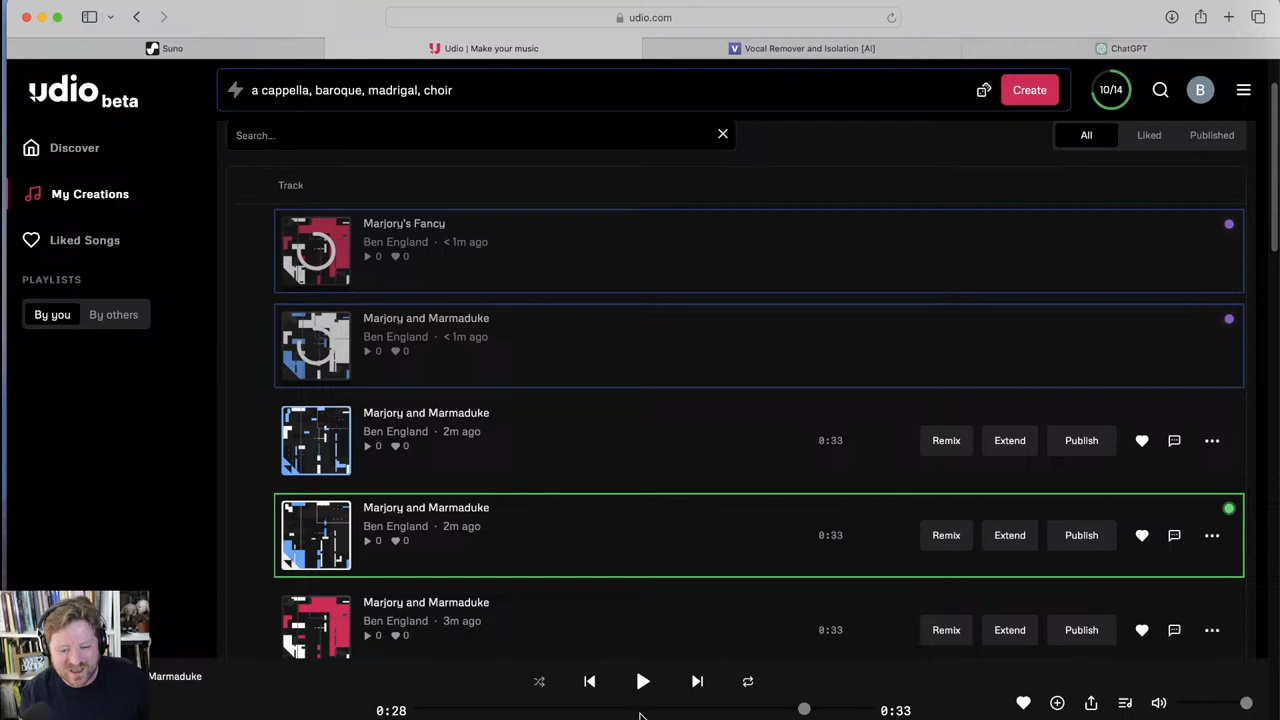 udio.com
Suno
Udio | Make your music
Vocal Remover and Isolation [AI]
ChatGPT
udio beta
a cappella, baroque, madrigal, choir
Create
10/14
B
Discover
My Creations
Liked Songs
PLAYLISTS
By you
By others
Search...
All
Liked
Published
Track
Marjory's Fancy
Ben England · < 1m ago
0 0
Marjory and Marmaduke
Ben England · < 1m ago
0 0
Marjory and Marmaduke
Ben England · 2m ago
0 0
0:33
Remix
Extend
Publish
Marjory and Marmaduke
Ben England · 2m ago
0 0
0:33
Remix
Extend
Publish
Marjory and Marmaduke
Ben England · 3m ago
0 0
0:33
Remix
Extend
Publish
Marmaduke
0:28
0:33